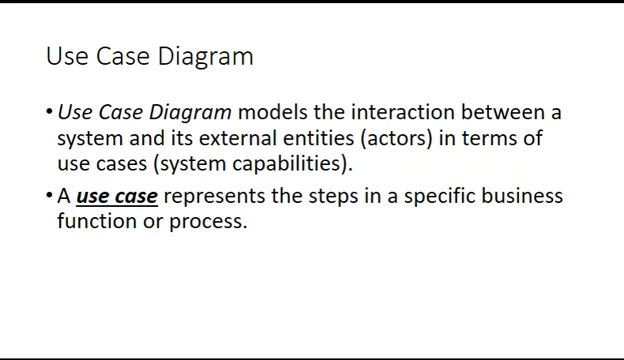 Use Case Diagram
• Use Case Diagram models the interaction between a
system and its external entities (actors) in terms of
use cases (system capabilities).
• A use case represents the steps in a specific business
function or process.